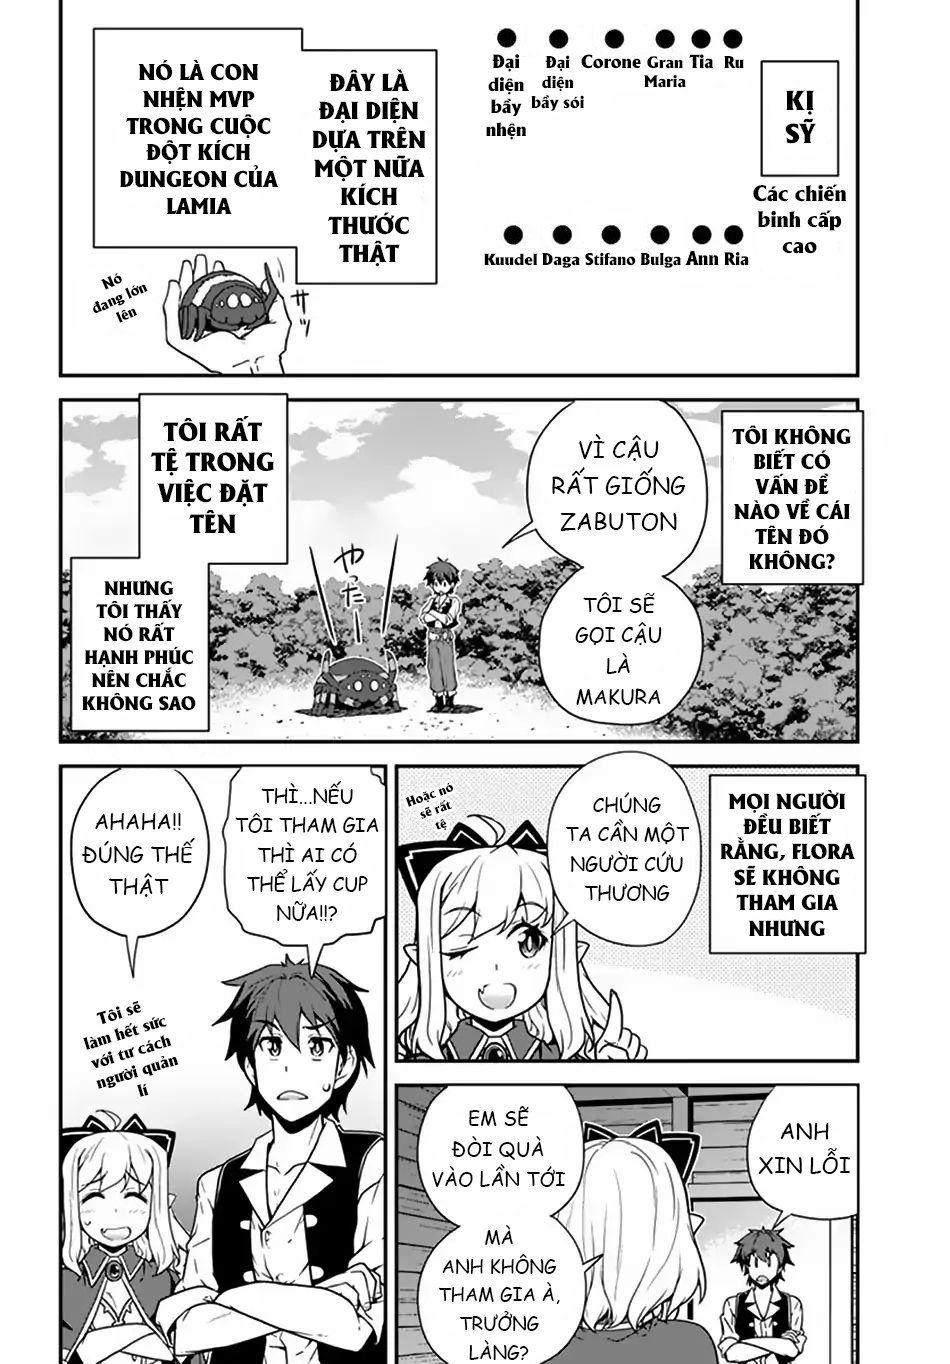 KỊ
SỸ
Các chiến
binh cấp
cao
Ru
Tia
Gran
Maria
Corone
Đại
diện
bầy sói
Đại
diện
bầy
nhện
Ria
Ann
Bulga
Stifano
Daga
Kuudel
ĐÂY LÀ
ĐẠI DIỆN
DỰA TRÊN
MỘT NỮA
KÍCH
THƯỚC
THẬT
NÓ LÀ CON
NHỆN MVP
TRONG CUỘC
ĐỘT KÍCH
DUNGEON CỦA
LAMIA
Nó
đang lớn
lên
TÔI KHÔNG
BIẾT CÓ
VẤN ĐỀ
NÀO VỀ CÁI
TÊN ĐÓ
KHÔNG?
VÌ CẬU
RẤT GIỐNG
ZABUTON
TÔI SẼ
GỌI CẬU
LÀ
MAKURA
やった
TÔI RẤT
TỆ TRONG
VIỆC ĐẶT
TÊN
NHƯNG
TÔI THẤY
NÓ RẤT
HẠNH PHÚC
NÊN CHẮC
KHÔNG SAO
MỌI NGƯỜI
ĐỀU BIẾT
RẰNG, FLORA
SẼ KHÔNG
THAM GIA
NHƯNG
CHÚNG
TA CẦN MỘT
NGƯỜI CỨU
THƯƠNG
Hoặc nó
sẽ rất
tệ
ANH
XIN LỖI
EM SẼ
ĐÒI QUÀ
VÀO LẦN TỚI
MÀ
ANH KHÔNG
THAM GIA À,
TRƯỞNG
LÀNG?
THÌ...NẾU
TÔI THAM GIA
THÌ AI CÓ
THỂ LẤY CUP
NỮA!!?
AHAHA!!
ĐÚNG THẾ
THẬT
Tôi sẽ
làm hết sức
với tư cách
người quản
lí